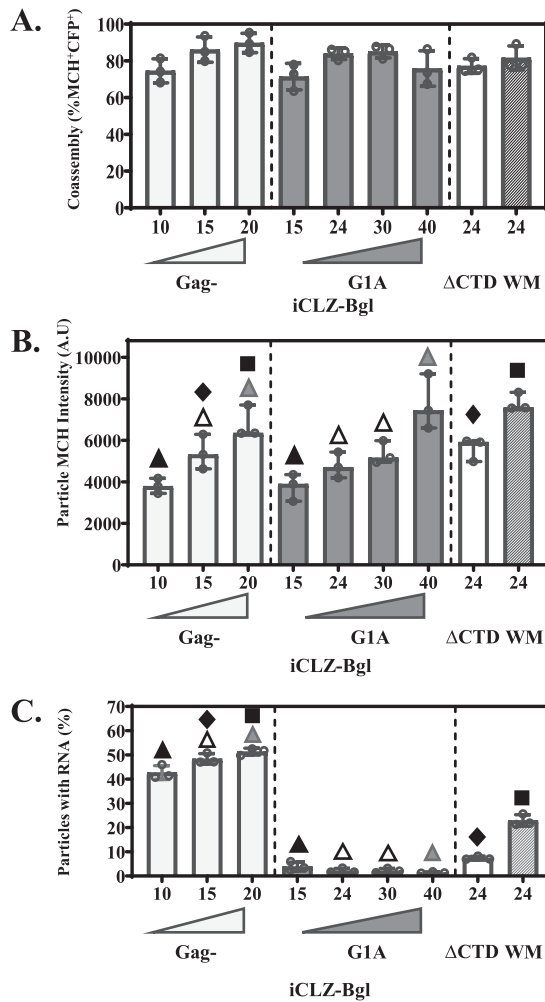 A.
Coassembly (%MCH⁺CFP⁺)
100
80
60
40
20
0
10 15 20 15 24 30 40 24 24
Gag- G1A ΔCTD WM
iCLZ-Bgl
B.
Particle MCH Intensity (A.U)
10000
8000
6000
4000
2000
0
10 15 20 15 24 30 40 24 24
Gag- G1A ΔCTD WM
iCLZ-Bgl
C.
Particles with RNA (%)
70
60
50
40
30
20
10
0
10 15 20 15 24 30 40 24 24
Gag- G1A ΔCTD WM
iCLZ-Bgl